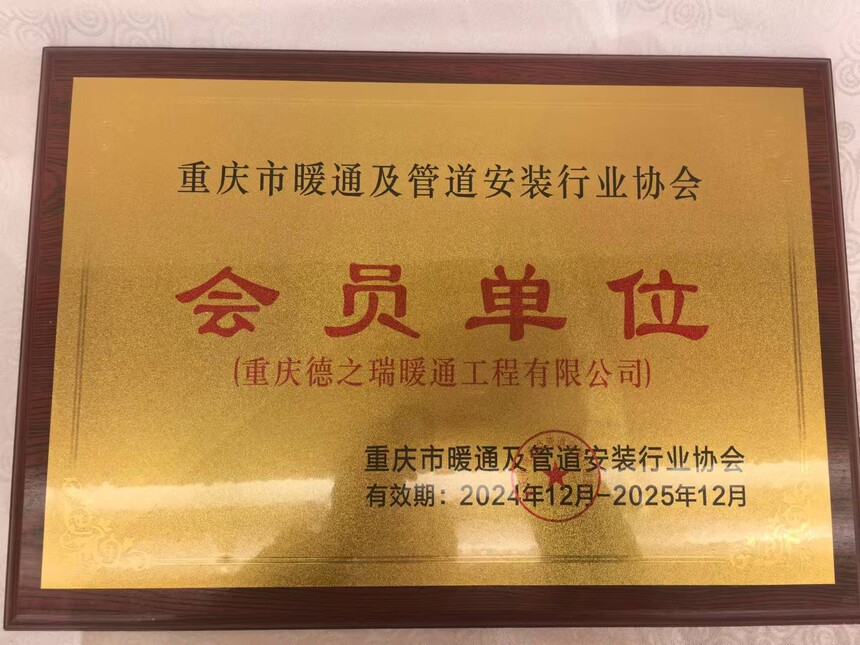 重庆市暖通及管道安装行业协会
会员单位
(重庆德之瑞暖通工程有限公司)
重庆市暖通及管道安装行业协会
有效期：2024年12月-2025年12月